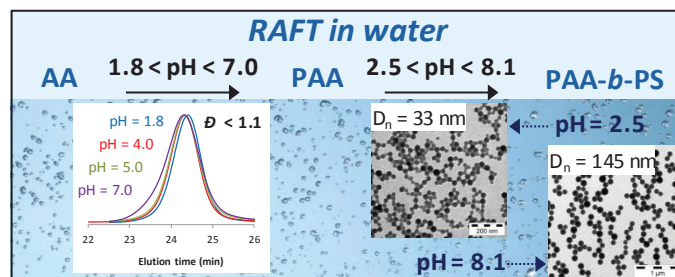 RAFT in water
AA 1.8 < pH < 7.0 PAA 2.5 < pH < 8.1 PAA-b-PS
pH = 1.8
pH = 4.0
pH = 5.0
pH = 7.0
Đ < 1.1
22 23 24 25 26
Elution time (min)
Dn = 33 nm
200 nm
pH = 2.5
Dn = 145 nm
1 µm
pH = 8.1